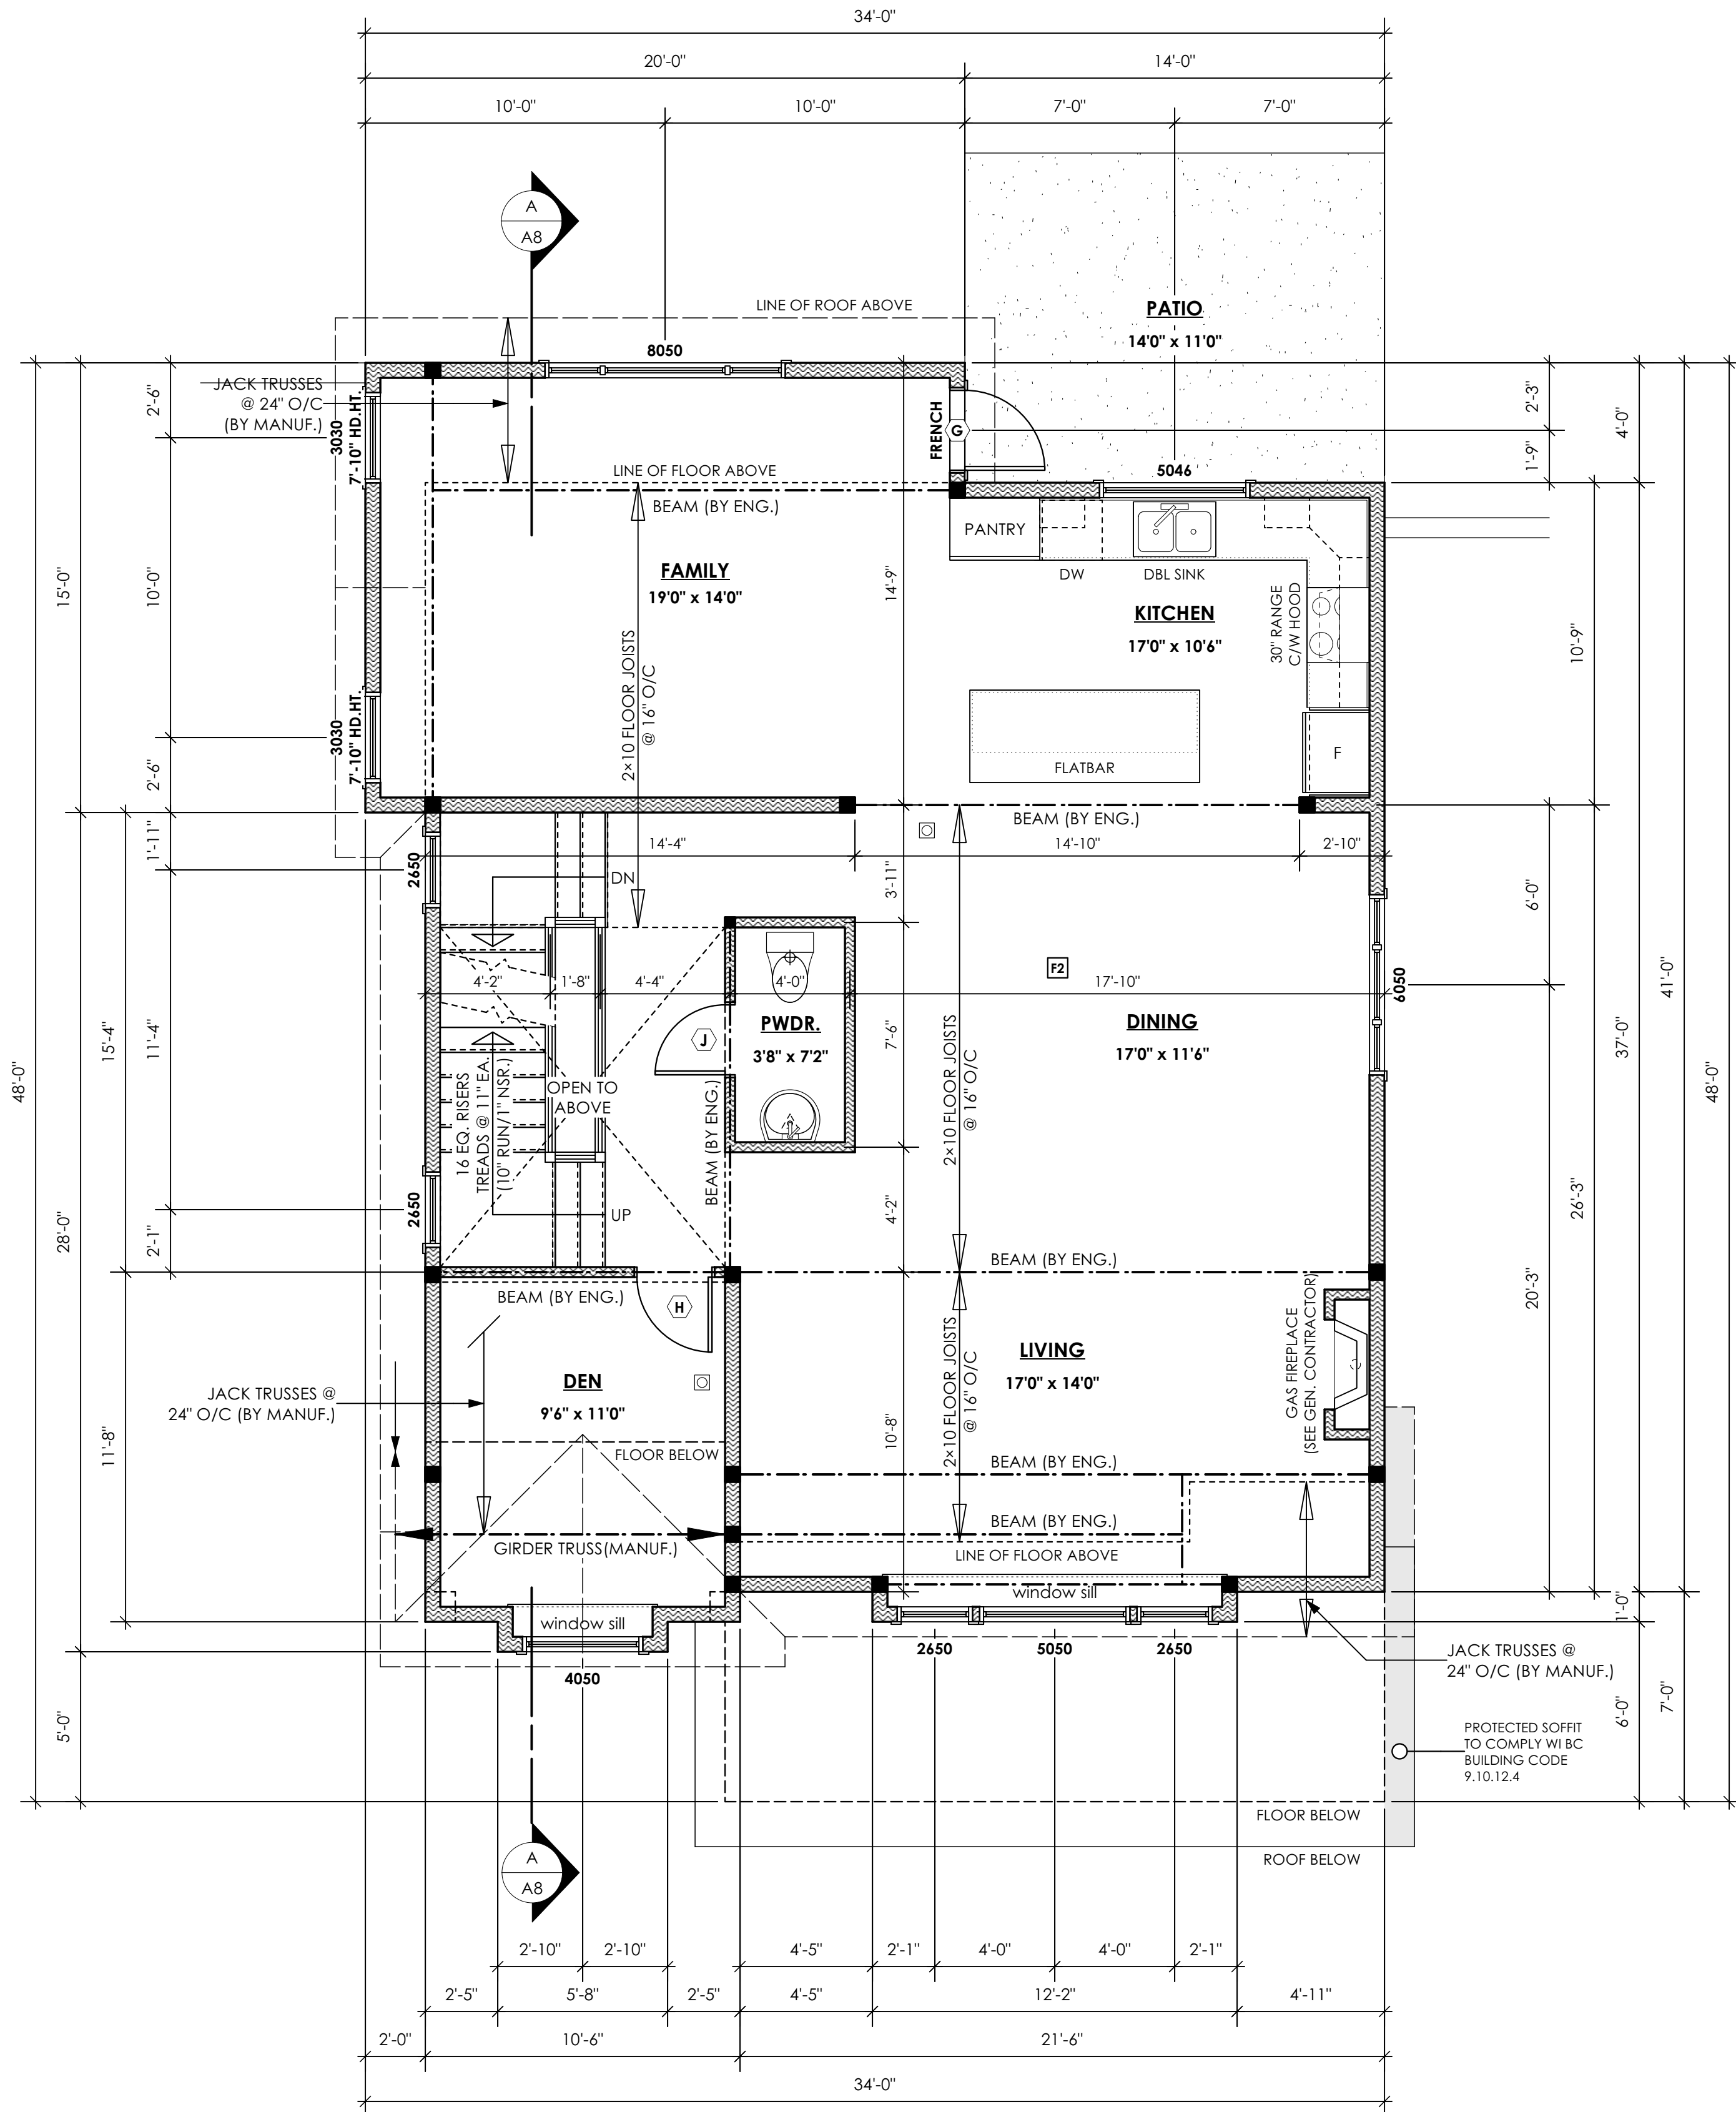 34'-0"
20'-0"
14'-0"
10'-0"
10'-0"
7'-0"
7'-0"
A
A8
LINE OF ROOF ABOVE
PATIO
14'0" x 11'0"
8050
JACK TRUSSES
@ 24" O/C
(BY MANUF.)
3030
7'-10" HD.HT.
FRENCH
G
2'-6"
2'-3"
4'-0"
1'-9"
LINE OF FLOOR ABOVE
BEAM (BY ENG.)
5046
PANTRY
DW
DBL SINK
FAMILY
19'0" x 14'0"
KITCHEN
17'0" x 10'6"
30" RANGE
C/W HOOD
14'-9"
15'-0"
10'-0"
10'-9"
2×10 FLOOR JOISTS
@ 16" O/C
3030
7'-10" HD.HT.
FLATBAR
F
2'-6"
BEAM (BY ENG.)
1'-11"
14'-4"
14'-10"
2'-10"
2650
DN
3'-11"
6'-0"
4'-2"
1'-8"
4'-4"
4'-0"
F2
17'-10"
6050
41'-0"
48'-0"
15'-4"
11'-4"
PWDR.
3'8" x 7'2"
J
7'-6"
DINING
17'0" x 11'6"
37'-0"
48'-0"
16 EQ. RISERS
TREADS @ 11" EA.
(10" RUN/1" NSR.)
OPEN TO
ABOVE
BEAM (BY ENG.)
2×10 FLOOR JOISTS
@ 16" O/C
2650
UP
28'-0"
2'-1"
4'-2"
26'-3"
BEAM (BY ENG.)
BEAM (BY ENG.)
H
20'-3"
DEN
9'6" x 11'0"
LIVING
17'0" x 14'0"
2×10 FLOOR JOISTS
@ 16" O/C
GAS FIREPLACE
(SEE GEN. CONTRACTOR)
JACK TRUSSES @
24" O/C (BY MANUF.)
11'-8"
10'-8"
FLOOR BELOW
BEAM (BY ENG.)
BEAM (BY ENG.)
GIRDER TRUSS(MANUF.)
LINE OF FLOOR ABOVE
window sill
window sill
1'-0"
2650
5050
2650
4050
JACK TRUSSES @
24" O/C (BY MANUF.)
5'-0"
6'-0"
7'-0"
PROTECTED SOFFIT
TO COMPLY WI BC
BUILDING CODE
9.10.12.4
FLOOR BELOW
ROOF BELOW
A
A8
2'-10"
2'-10"
4'-5"
2'-1"
4'-0"
4'-0"
2'-1"
2'-5"
5'-8"
2'-5"
4'-5"
12'-2"
4'-11"
2'-0"
10'-6"
21'-6"
34'-0"